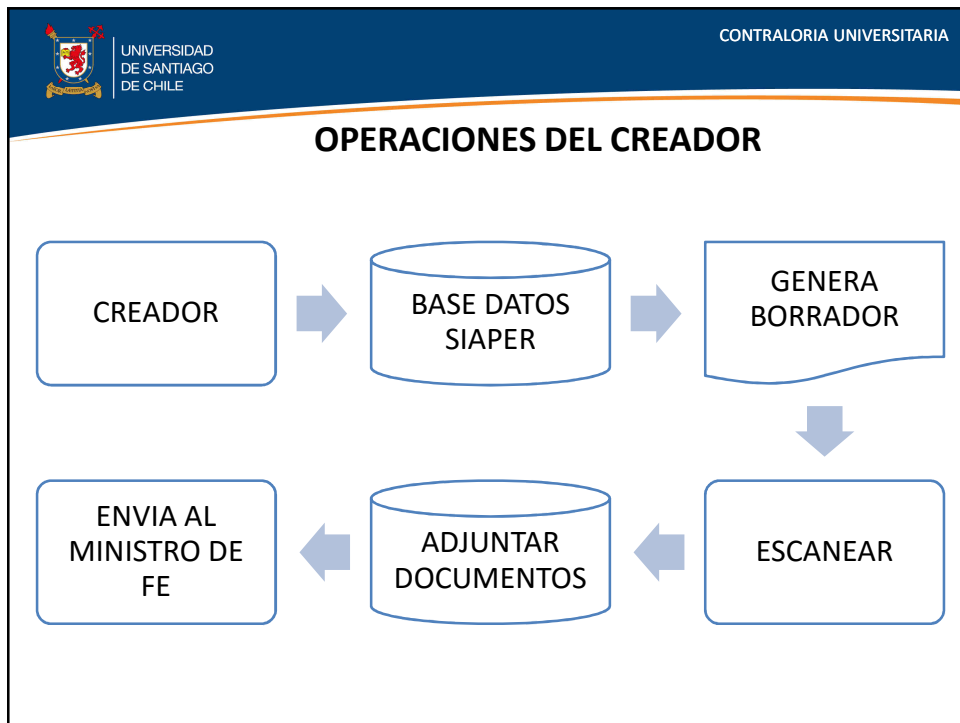 UNIVERSIDAD
DE SANTIAGO
DE CHILE
CONTRALORIA UNIVERSITARIA
OPERACIONES DEL CREADOR
CREADOR
BASE DATOS
SIAPER
GENERA
BORRADOR
ESCANEAR
ADJUNTAR
DOCUMENTOS
ENVIA AL
MINISTRO DE
FE